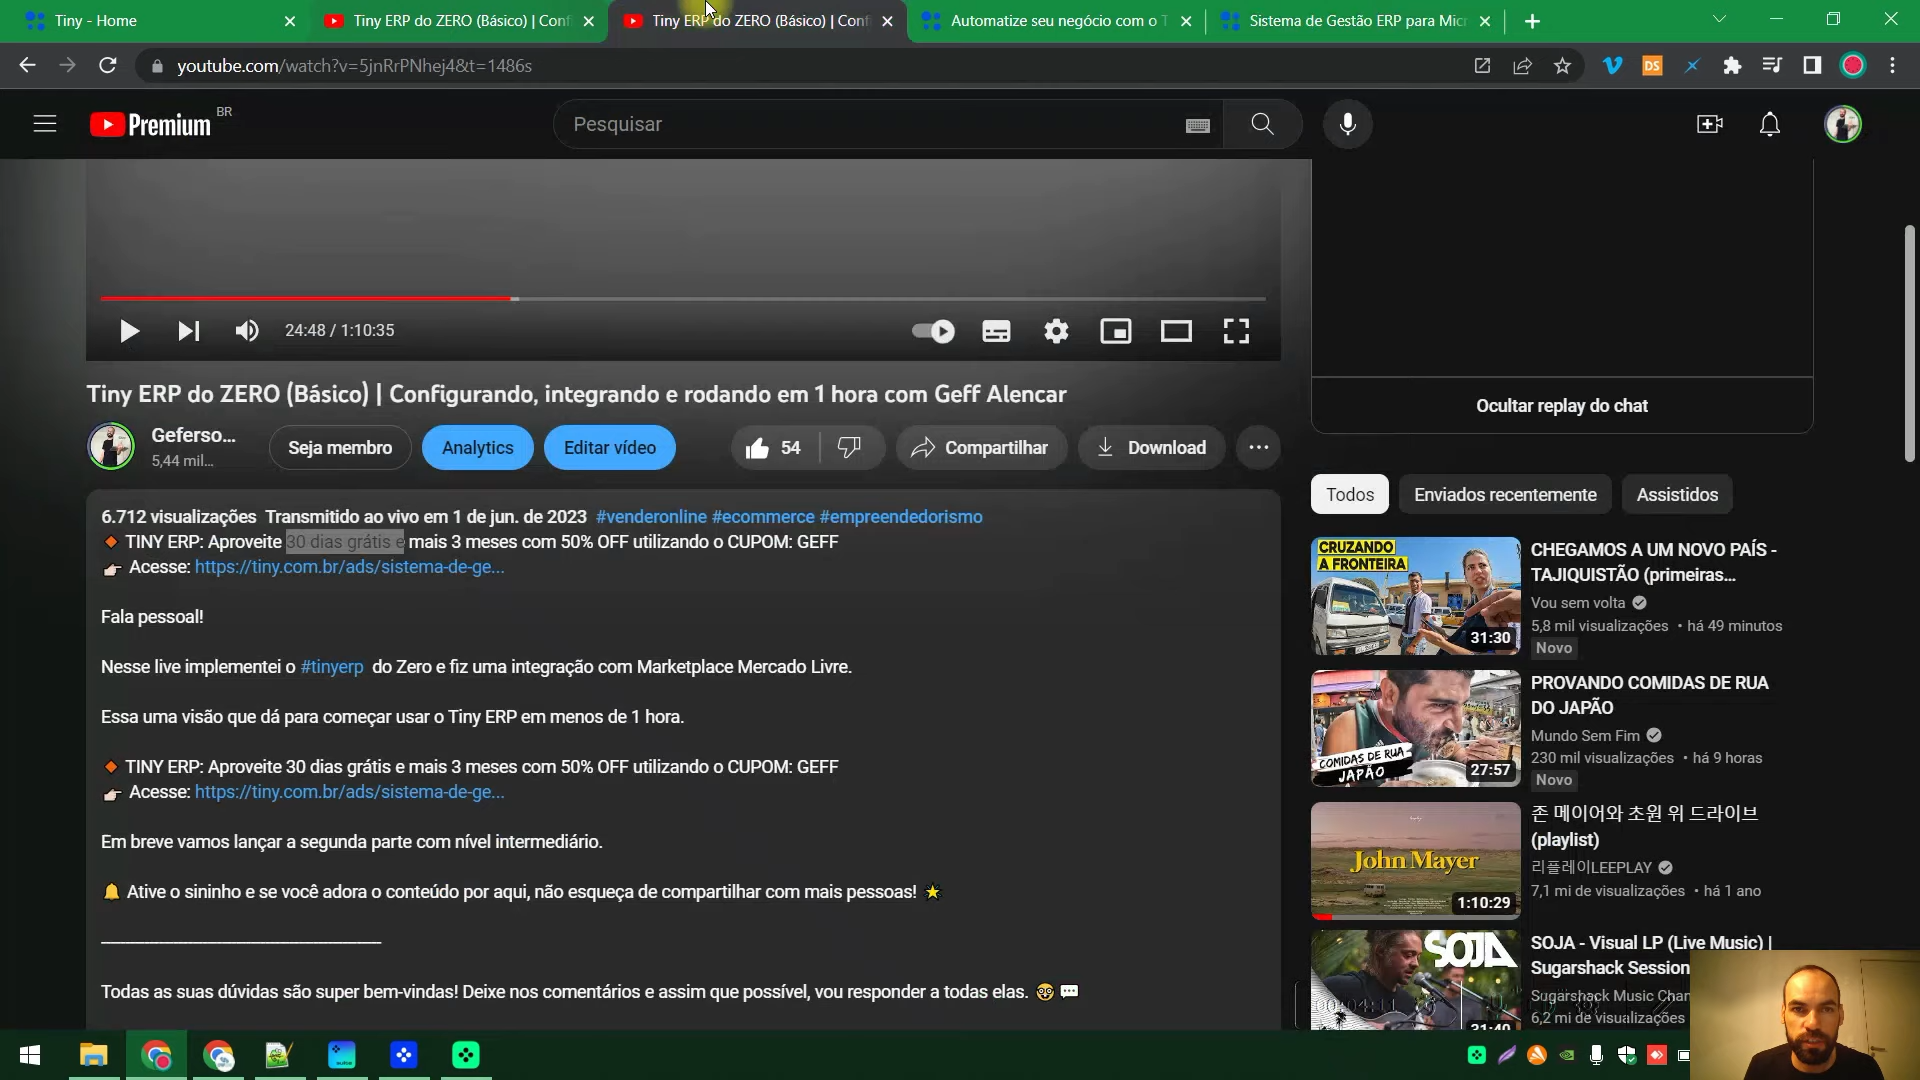 Tiny - Home
Tiny ERP do ZERO (Básico) | Conf
Tiny ERP do ZERO (Básico) | Conf
Automatize seu negócio com o T
Sistema de Gestão ERP para Micr
youtube.com/watch?v=5jnRrPNhej4&t=1486s
DS
Premium
BR
Pesquisar
24:48 / 1:10:35
Tiny ERP do ZERO (Básico) | Configurando, integrando e rodando em 1 hora com Geff Alencar
Geferso...
5,44 mil...
Seja membro
Analytics
Editar vídeo
54
Compartilhar
Download
6.712 visualizações Transmitido ao vivo em 1 de jun. de 2023 #venderonline #ecommerce #empreendedorismo
TINY ERP: Aproveite 30 dias grátis e mais 3 meses com 50% OFF utilizando o CUPOM: GEFF
Acesse: https://tiny.com.br/ads/sistema-de-ge...
Fala pessoal!
Nesse live implementei o #tinyerp do Zero e fiz uma integração com Marketplace Mercado Livre.
Essa uma visão que dá para começar usar o Tiny ERP em menos de 1 hora.
TINY ERP: Aproveite 30 dias grátis e mais 3 meses com 50% OFF utilizando o CUPOM: GEFF
Acesse: https://tiny.com.br/ads/sistema-de-ge...
Em breve vamos lançar a segunda parte com nível intermediário.
Ative o sininho e se você adora o conteúdo por aqui, não esqueça de compartilhar com mais pessoas!
Todas as suas dúvidas são super bem-vindas! Deixe nos comentários e assim que possível, vou responder a todas elas.
Ocultar replay do chat
Todos
Enviados recentemente
Assistidos
CRUZANDO
A FRONTEIRA
31:30
CHEGAMOS A UM NOVO PAÍS -
TAJIQUISTÃO (primeiras...
Vou sem volta
5,8 mil visualizações • há 49 minutos
Novo
COMIDAS DE RUA
JAPÃO
27:57
PROVANDO COMIDAS DE RUA
DO JAPÃO
Mundo Sem Fim
230 mil visualizações • há 9 horas
Novo
John Mayer
1:10:29
존 메이어와 초원 위 드라이브
(playlist)
리플레이LEEPLAY
7,1 mi de visualizações • há 1 ano
SOJA
31:40
SOJA - Visual LP (Live Music) |
Sugarshack Session
Sugarshack Music Chan
6,2 mi de visualizações